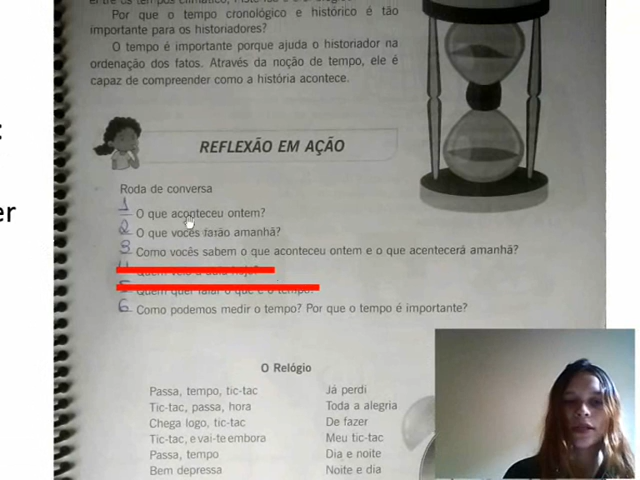 er
Por que o tempo cronológico e histórico é tão
importante para os historiadores?
O tempo é importante porque ajuda o historiador na
ordenação dos fatos. Através da noção de tempo, ele é
capaz de compreender como a história acontece.
REFLEXÃO EM AÇÃO
Roda de conversa
1 O que aconteceu ontem?
2 O que vocês farão amanhã?
3 Como vocês sabem o que aconteceu ontem e o que acentecerá amanhã?
4
5 Quem quer falar o que é o tempo.
6 Como podemos medir o tempo? Por que o tempo é importante?
O Relógio
Passa, tempo, tic-tac
Tic-tac, passa, hora
Chega logo, tic-tac
Tic-tac, e vai-te embora
Passa, tempo
Bem depressa
Já perdi
Toda a alegria
De fazer
Meu tic-tac
Dia e noite
Noite e dia